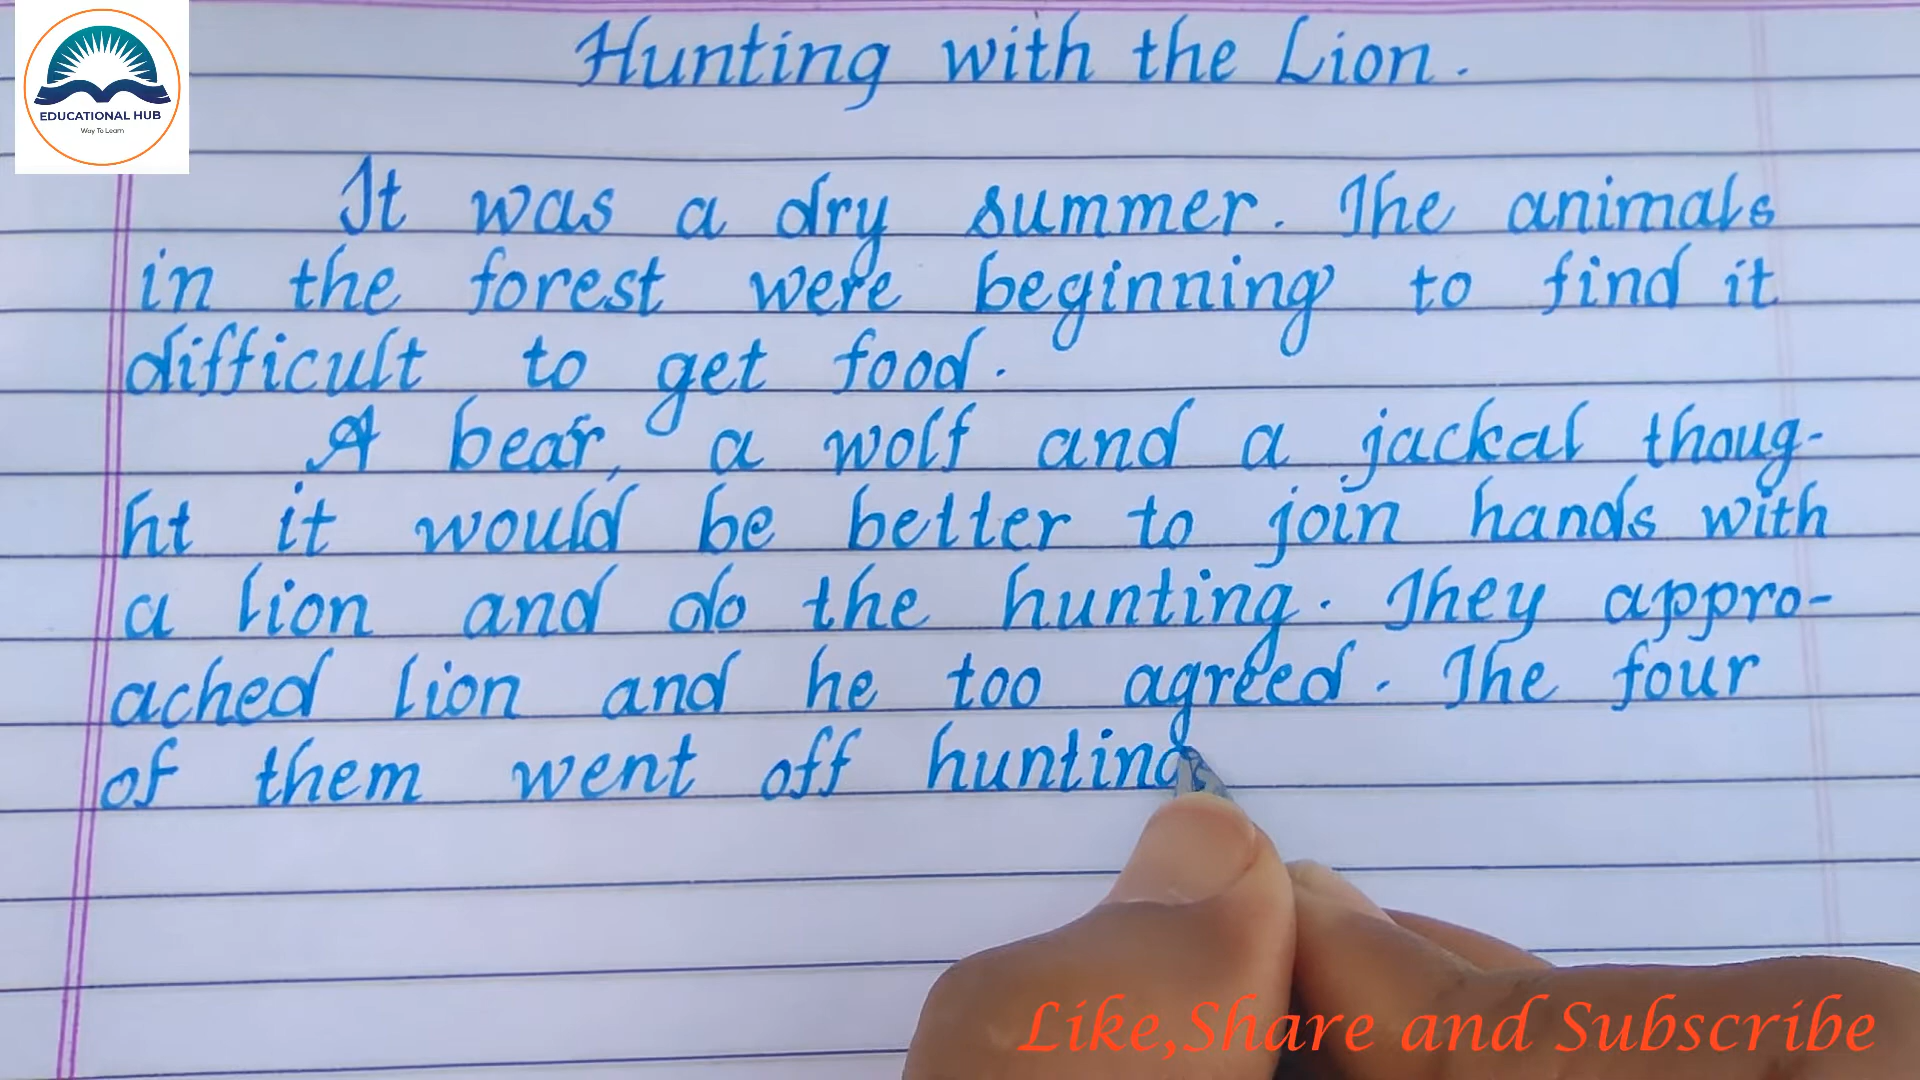 EDUCATIONAL HUB
Way To Learn
Hunting with the Lion.
It was a dry summer. The animals
in the forest were beginning to find it
difficult to get food.
A bear, a wolf and a jackal thoug-
ht it would be better to join hands with
a lion and do the hunting. They appro-
ached lion and he too agreed. The four
of them went off hunting
Like,Share and Subscribe